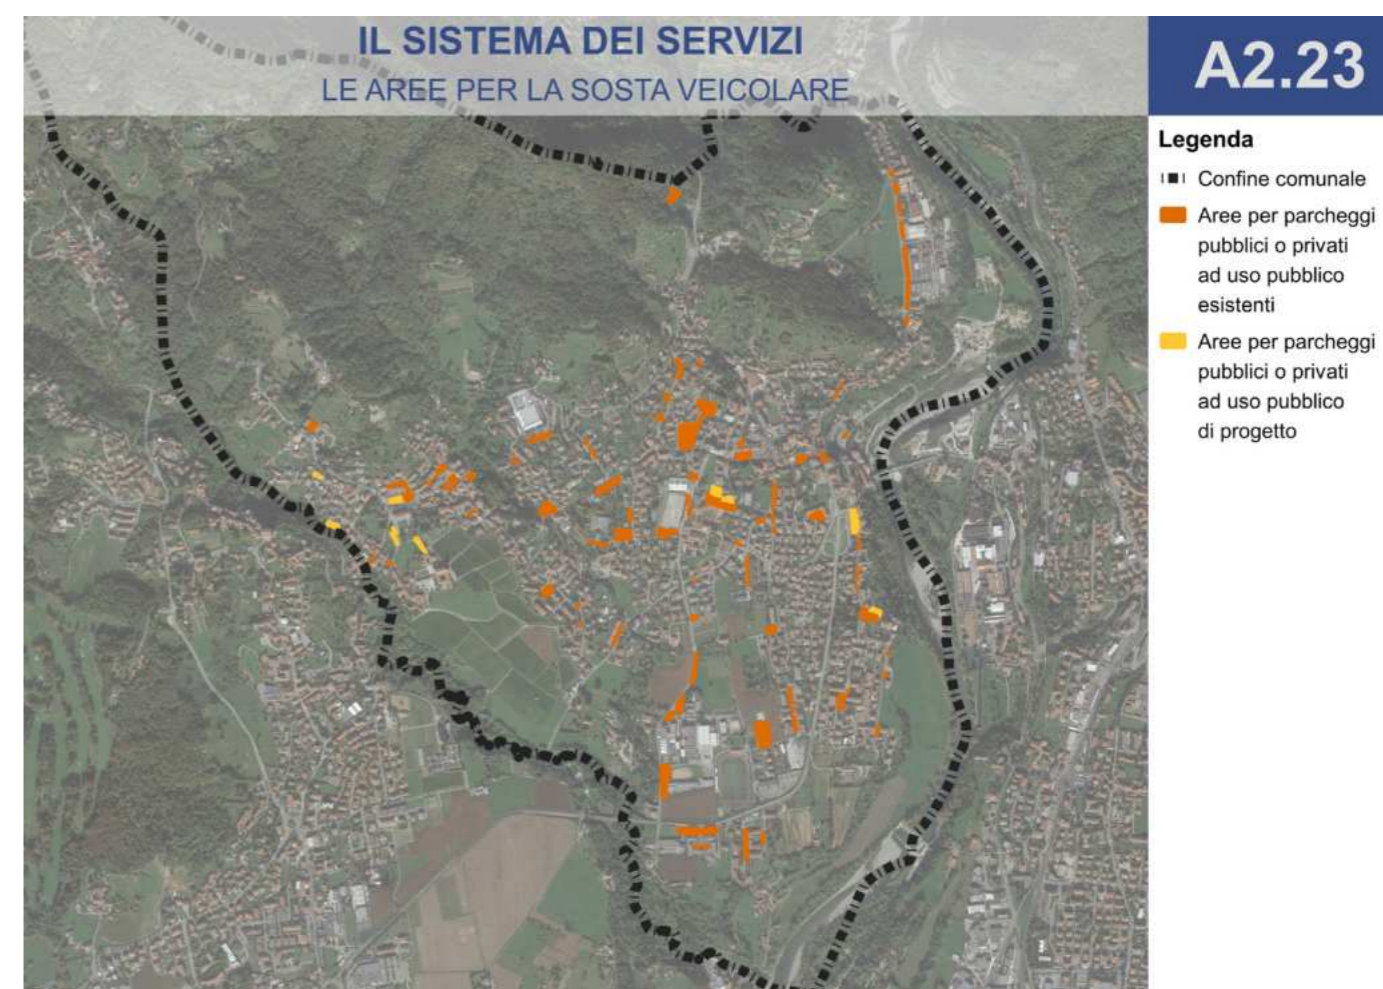 IL SISTEMA DEI SERVIZI
LE AREE PER LA SOSTA VEICOLARE
A2.23
Legenda
Confine comunale
Aree per parcheggi
pubblici o privati
ad uso pubblico
esistenti
Aree per parcheggi
pubblici o privati
ad uso pubblico
di progetto